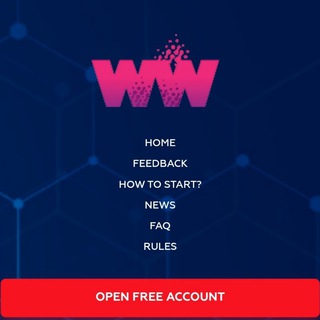 WW
HOME
FEEDBACK
HOW TO START?
NEWS
FAQ
RULES
OPEN FREE ACCOUNT